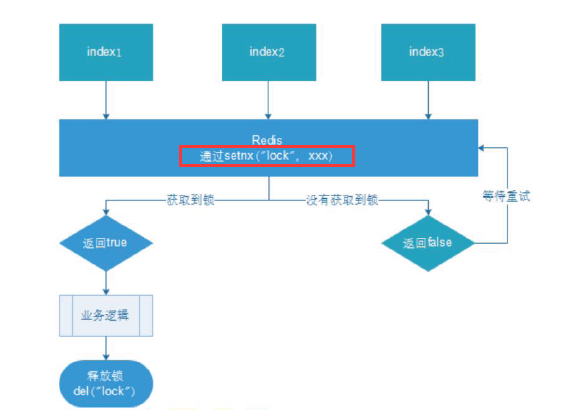 index1
index2
index3
Redis
通过setnx("lock", xxx)
获取到锁
没有获取到锁
等待重试
返回true
返回false
业务逻辑
释放锁
del("lock")